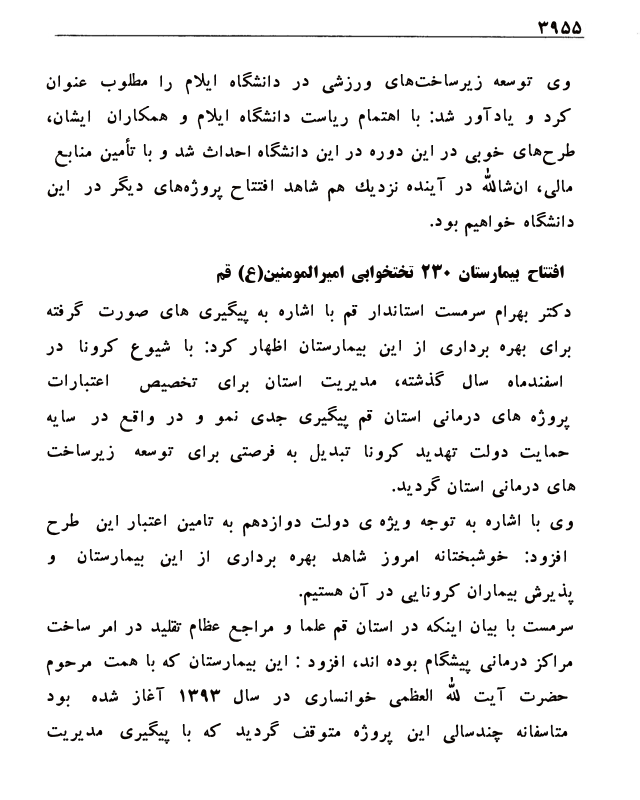 ۳۹۵۵
وی توسعه زیرساخت‌های ورزشی در دانشگاه ایلام را مطلوب عنوان
کرد و یادآور شد: با اهتمام ریاست دانشگاه ایلام و همکاران ایشان،
طرح‌های خوبی در این دوره در این دانشگاه احداث شد و با تأمین منابع
مالی، ان‌شاالله در آینده نزدیك هم شاهد افتتاح پروژه‌های دیگر در این
دانشگاه خواهیم بود.
افتتاح بیمارستان ۲۳۰ تختخوابی امیرالمومنین(ع) قم
دکتر بهرام سرمست استاندار قم با اشاره به پیگیری های صورت گرفته
برای بهره برداری از این بیمارستان اظهار کرد: با شیوع کرونا در
اسفندماه سال گذشته، مدیریت استان برای تخصیص اعتبارات
پروژه های درمانی استان قم پیگیری جدی نمو و در واقع در سایه
حمایت دولت تهدید کرونا تبدیل به فرصتی برای توسعه زیرساخت
های درمانی استان گردید.
وی با اشاره به توجه ویژه ی دولت دوازدهم به تامین اعتبار این طرح
افزود: خوشبختانه امروز شاهد بهره برداری از این بیمارستان و
پذیرش بیماران کرونایی در آن هستیم.
سرمست با بیان اینکه در استان قم علما و مراجع عظام تقلید در امر ساخت
مراکز درمانی پیشگام بوده اند، افزود : این بیمارستان که با همت مرحوم
حضرت آیت لله العظمی خوانساری در سال ۱۳۹۳ آغاز شده بود
متاسفانه چندسالی این پروژه متوقف گردید که با پیگیری مدیریت